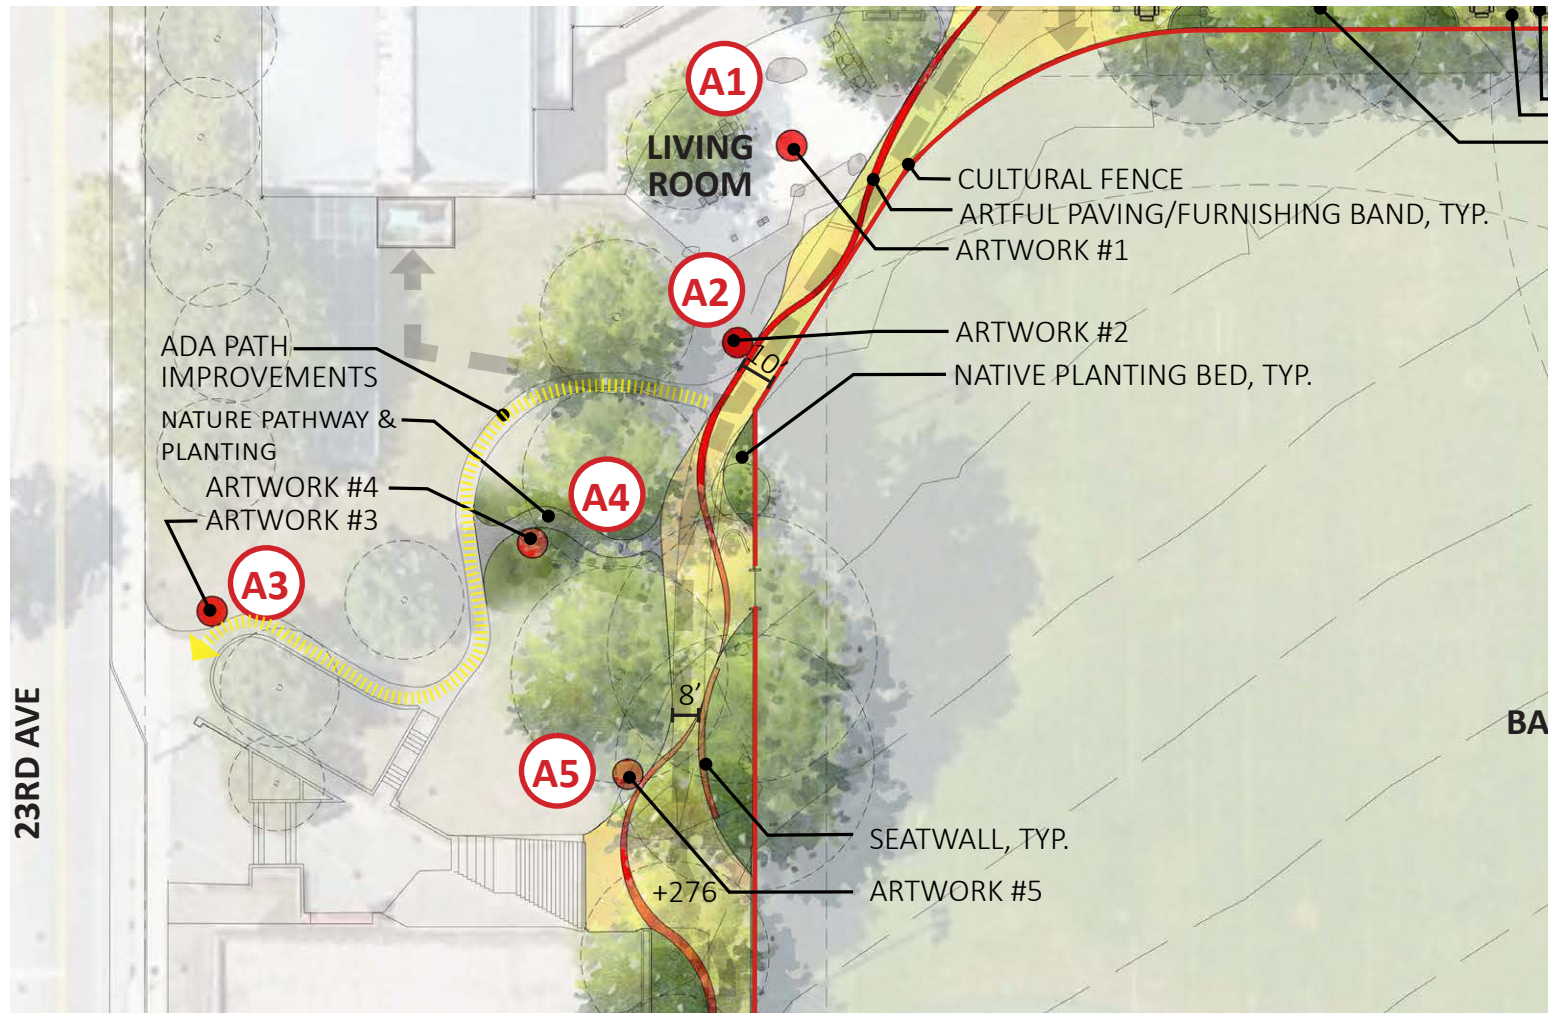 A1
LIVING
ROOM
CULTURAL FENCE
ARTFUL PAVING/FURNISHING BAND, TYP.
ARTWORK #1
A2
ARTWORK #2
10'
NATIVE PLANTING BED, TYP.
ADA PATH
IMPROVEMENTS
NATURE PATHWAY &
PLANTING
ARTWORK #4
ARTWORK #3
A4
A3
8'
23RD AVE
BA
A5
SEATWALL, TYP.
+276
ARTWORK #5